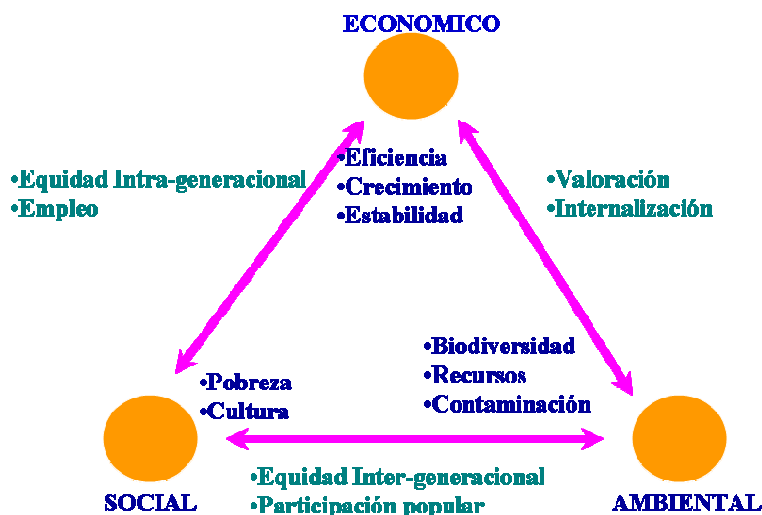 ECONOMICO
•Eficiencia
•Crecimiento
•Estabilidad
•Equidad Intra-generacional
•Empleo
•Valoración
•Internalización
•Biodiversidad
•Recursos
•Contaminación
•Pobreza
•Cultura
•Equidad Inter-generacional
•Participación popular
SOCIAL
AMBIENTAL